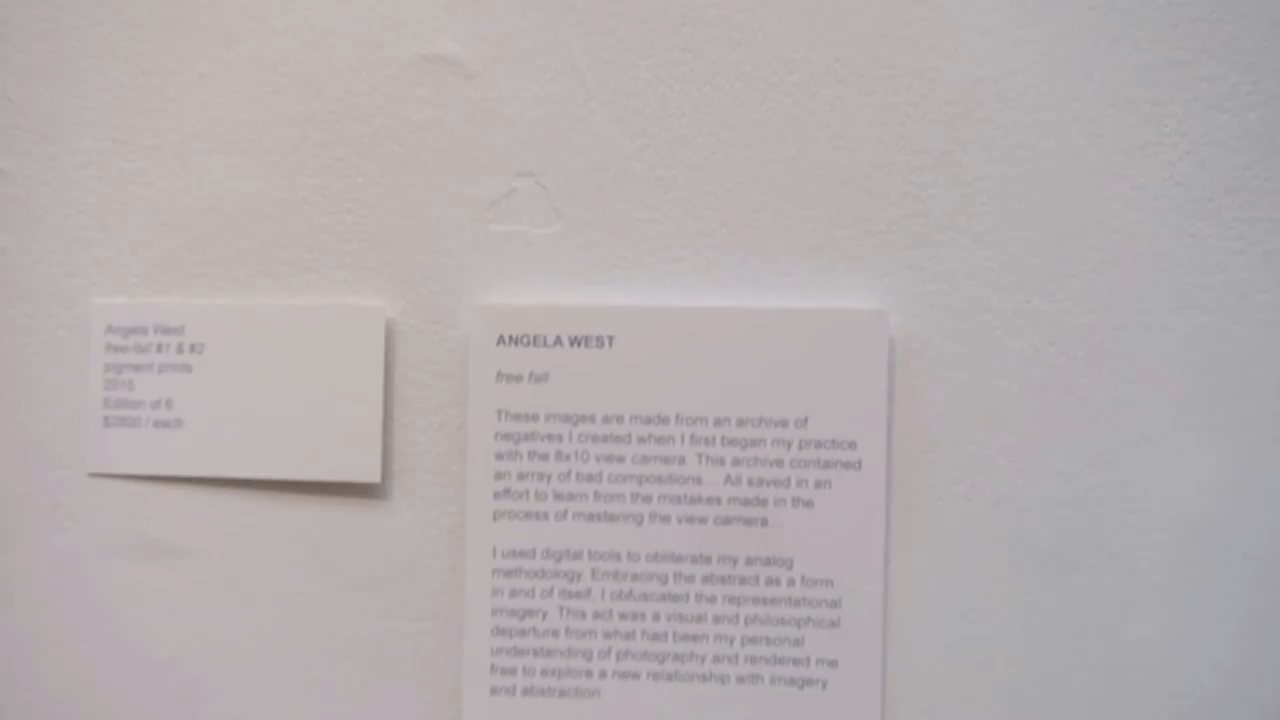 Angela West
free-fall #1 & #2
pigment prints
2015
Edition of 6
$2800 / each
ANGELA WEST
free fall
These images are made from an archive of
negatives I created when I first began my practice
with the 8x10 view camera. This archive contained
an array of bad compositions... All saved in an
effort to learn from the mistakes made in the
process of mastering the view camera...
I used digital tools to obliterate my analog
methodology. Embracing the abstract as a form
in and of itself, I obfuscated the representational
imagery. This act was a visual and philosophical
departure from what had been my personal
understanding of photography and rendered me
free to explore a new relationship with imagery
and abstraction.